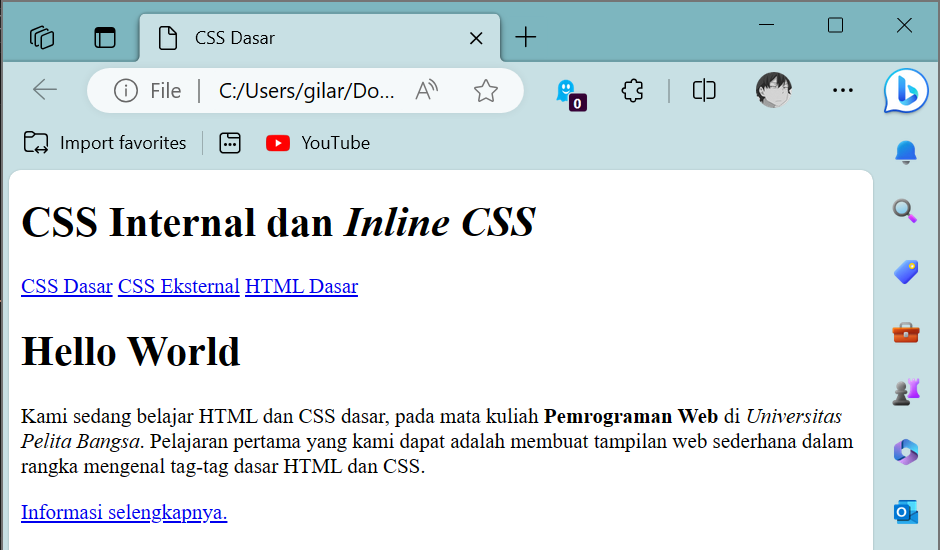 CSS Dasar
File
C:/Users/gilar/Do...
0
Import favorites
YouTube
CSS Internal dan Inline CSS
CSS Dasar CSS Eksternal HTML Dasar
Hello World
Kami sedang belajar HTML dan CSS dasar, pada mata kuliah Pemrograman Web di Universitas
Pelita Bangsa. Pelajaran pertama yang kami dapat adalah membuat tampilan web sederhana dalam
rangka mengenal tag-tag dasar HTML dan CSS.
Informasi selengkapnya.